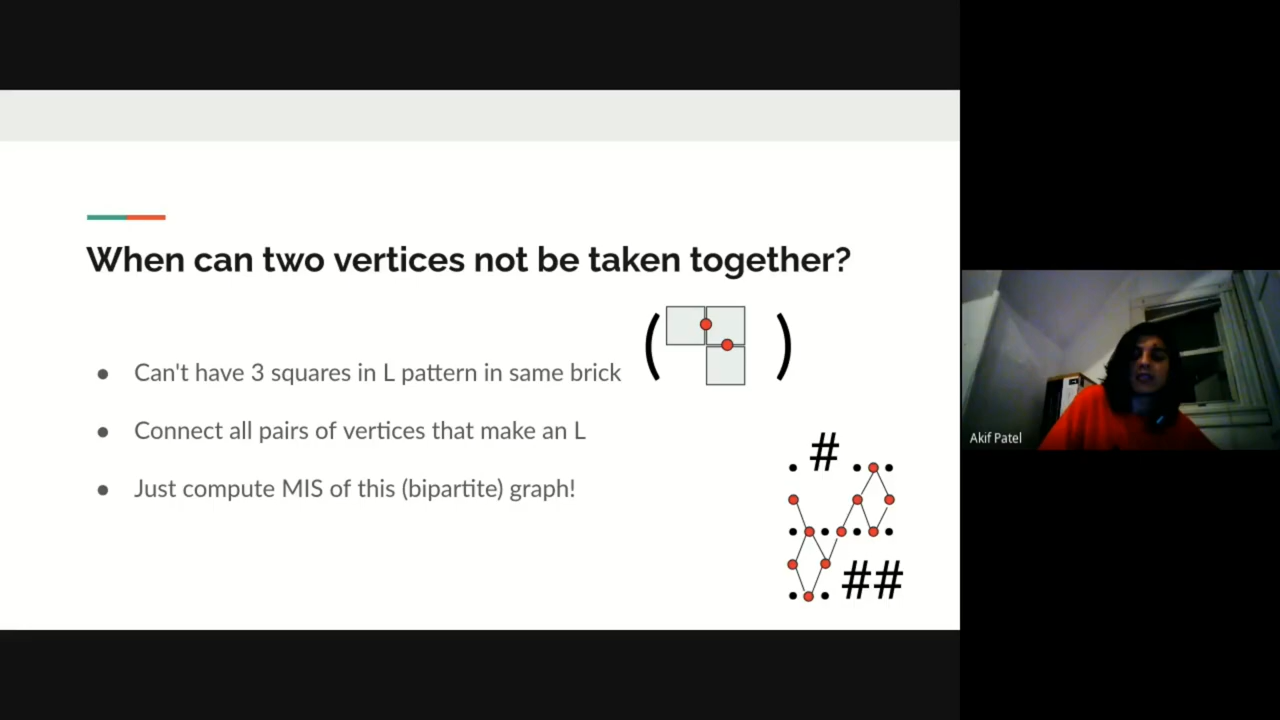 When can two vertices not be taken together?
● Can't have 3 squares in L pattern in same brick ( )
● Connect all pairs of vertices that make an L
● Just compute MIS of this (bipartite) graph!
. # ...
......
... ##
Akif Patel